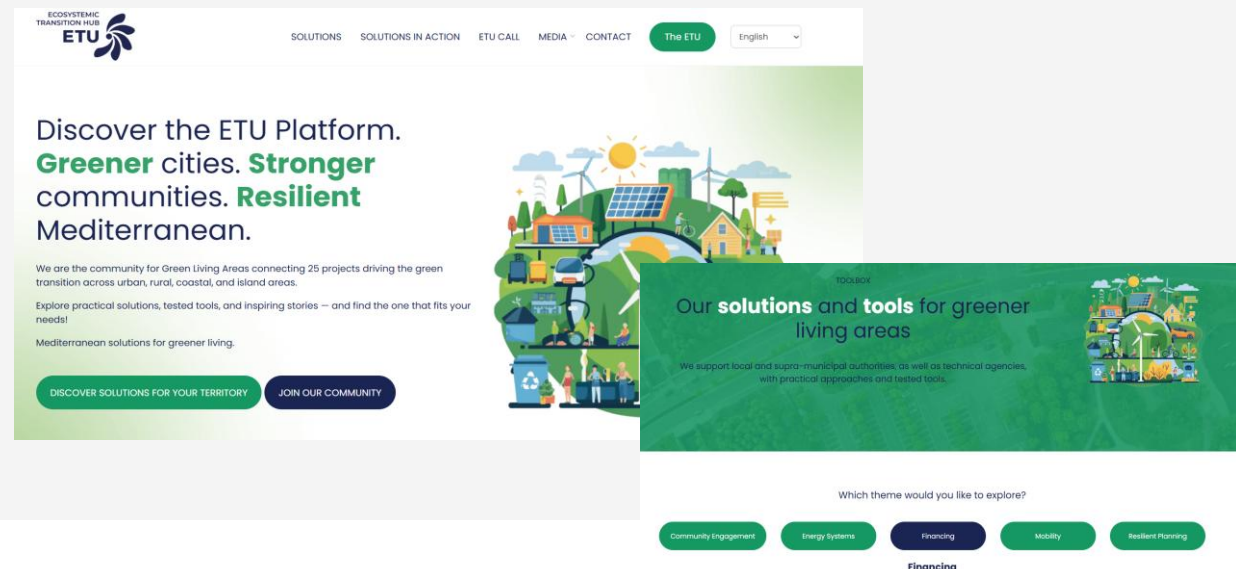 ECOSYSTEMIC
TRANSITION HUB
ETU
SOLUTIONS SOLUTIONS IN ACTION ETU CALL MEDIA CONTACT The ETU English
Discover the ETU Platform.
Greener cities. Stronger
communities. Resilient
Mediterranean.
We are the community for Green Living Areas connecting 25 projects driving the green
transition across urban, rural, coastal, and island areas.
Explore practical solutions, tested tools, and inspiring stories — and find the one that fits your
needs!
Mediterranean solutions for greener living.
DISCOVER SOLUTIONS FOR YOUR TERRITORY JOIN OUR COMMUNITY
TOOLBOX
Our solutions and tools for greener
living areas
We support local and supra-municipal authorities, as well as technical agencies,
with practical approaches and tested tools.
Which theme would you like to explore?
Community Engagement Energy Systems Financing Mobility Resilient Planning
Financing